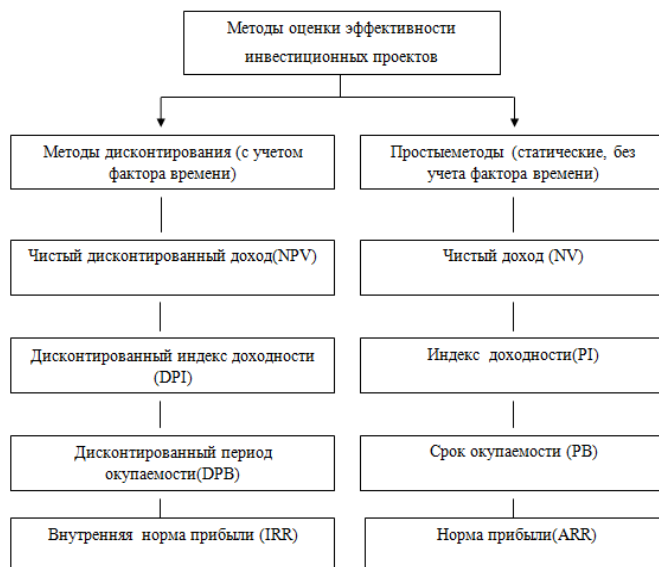 Методы оценки эффективности
инвестиционных проектов
Методы дисконтирования (с учетом
фактора времени)
Простыеметоды (статические, без
учета фактора времени)
Чистый дисконтированный доход(NPV)
Чистый доход (NV)
Дисконтированный индекс доходности
(DPI)
Индекс доходности(PI)
Дисконтированный период
окупаемости(DPB)
Срок окупаемости (PB)
Внутренняя норма прибыли (IRR)
Норма прибыли(ARR)